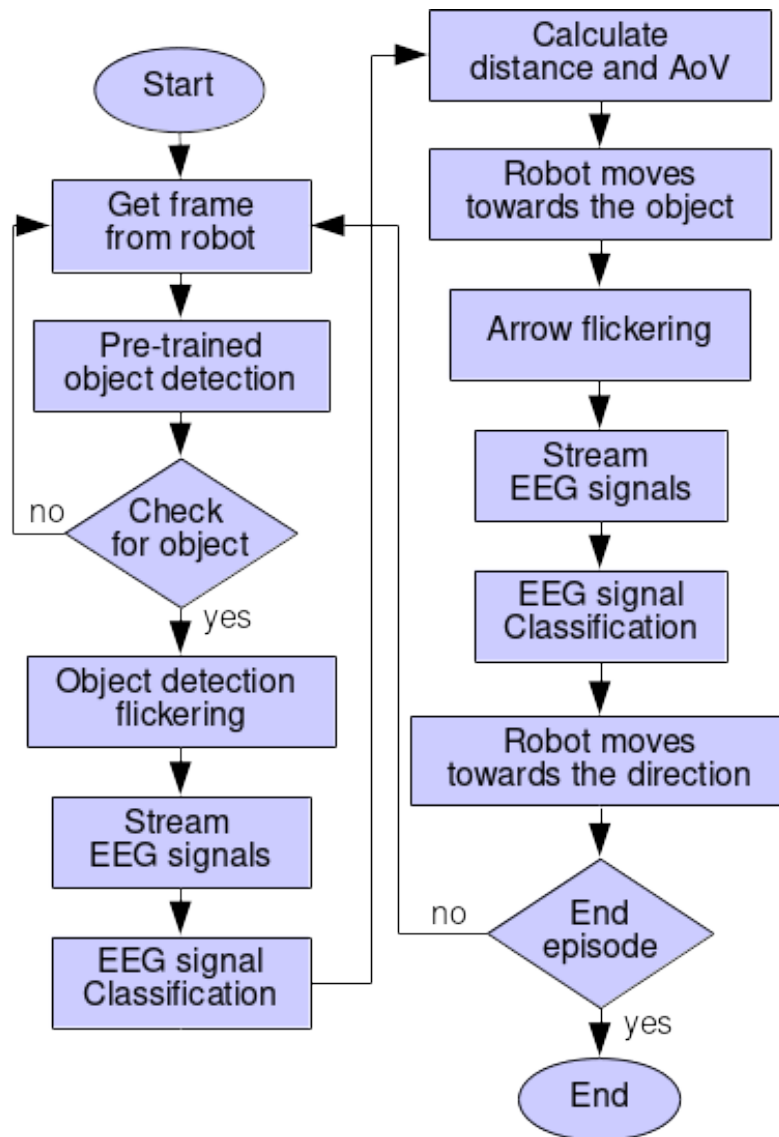 Start
Get frame
from robot
Pre-trained
object detection
no
Check
for object
yes
Object detection
flickering
Stream
EEG signals
EEG signal
Classification
Calculate
distance and AoV
Robot moves
towards the object
Arrow flickering
Stream
EEG signals
EEG signal
Classification
Robot moves
towards the direction
no
End
episode
yes
End